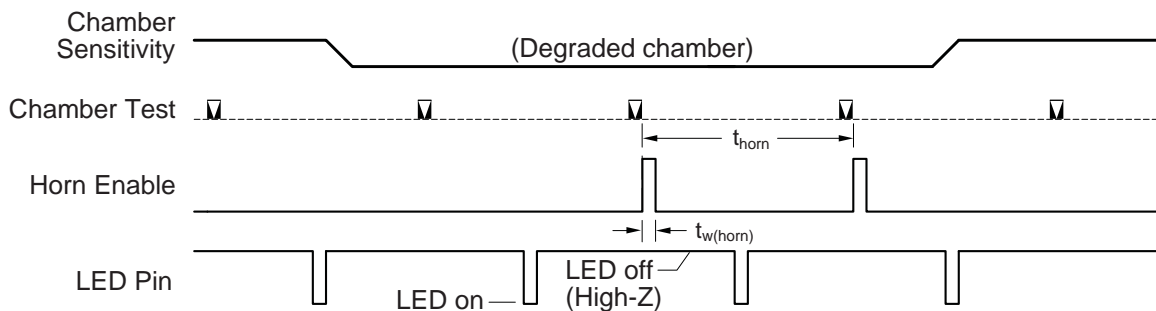 Chamber
Sensitivity
(Degraded chamber)
Chamber Test
thorn
Horn Enable
tw(horn)
LED Pin
LED on
LED off
(High-Z)